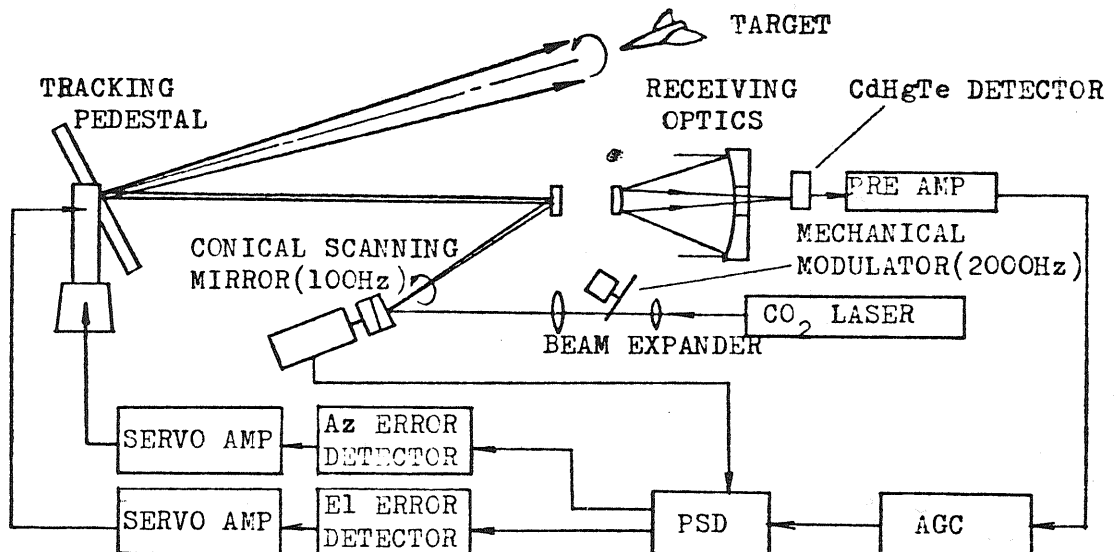 TARGET
TRACKING
PEDESTAL
RECEIVING
OPTICS
CdHgTe DETECTOR
PRE AMP
CONICAL SCANNING
MIRROR(100Hz)
MECHANICAL
MODULATOR(2000Hz)
BEAM EXPANDER
CO2 LASER
SERVO AMP
Az ERROR
DETECTOR
SERVO AMP
El ERROR
DETECTOR
PSD
AGC